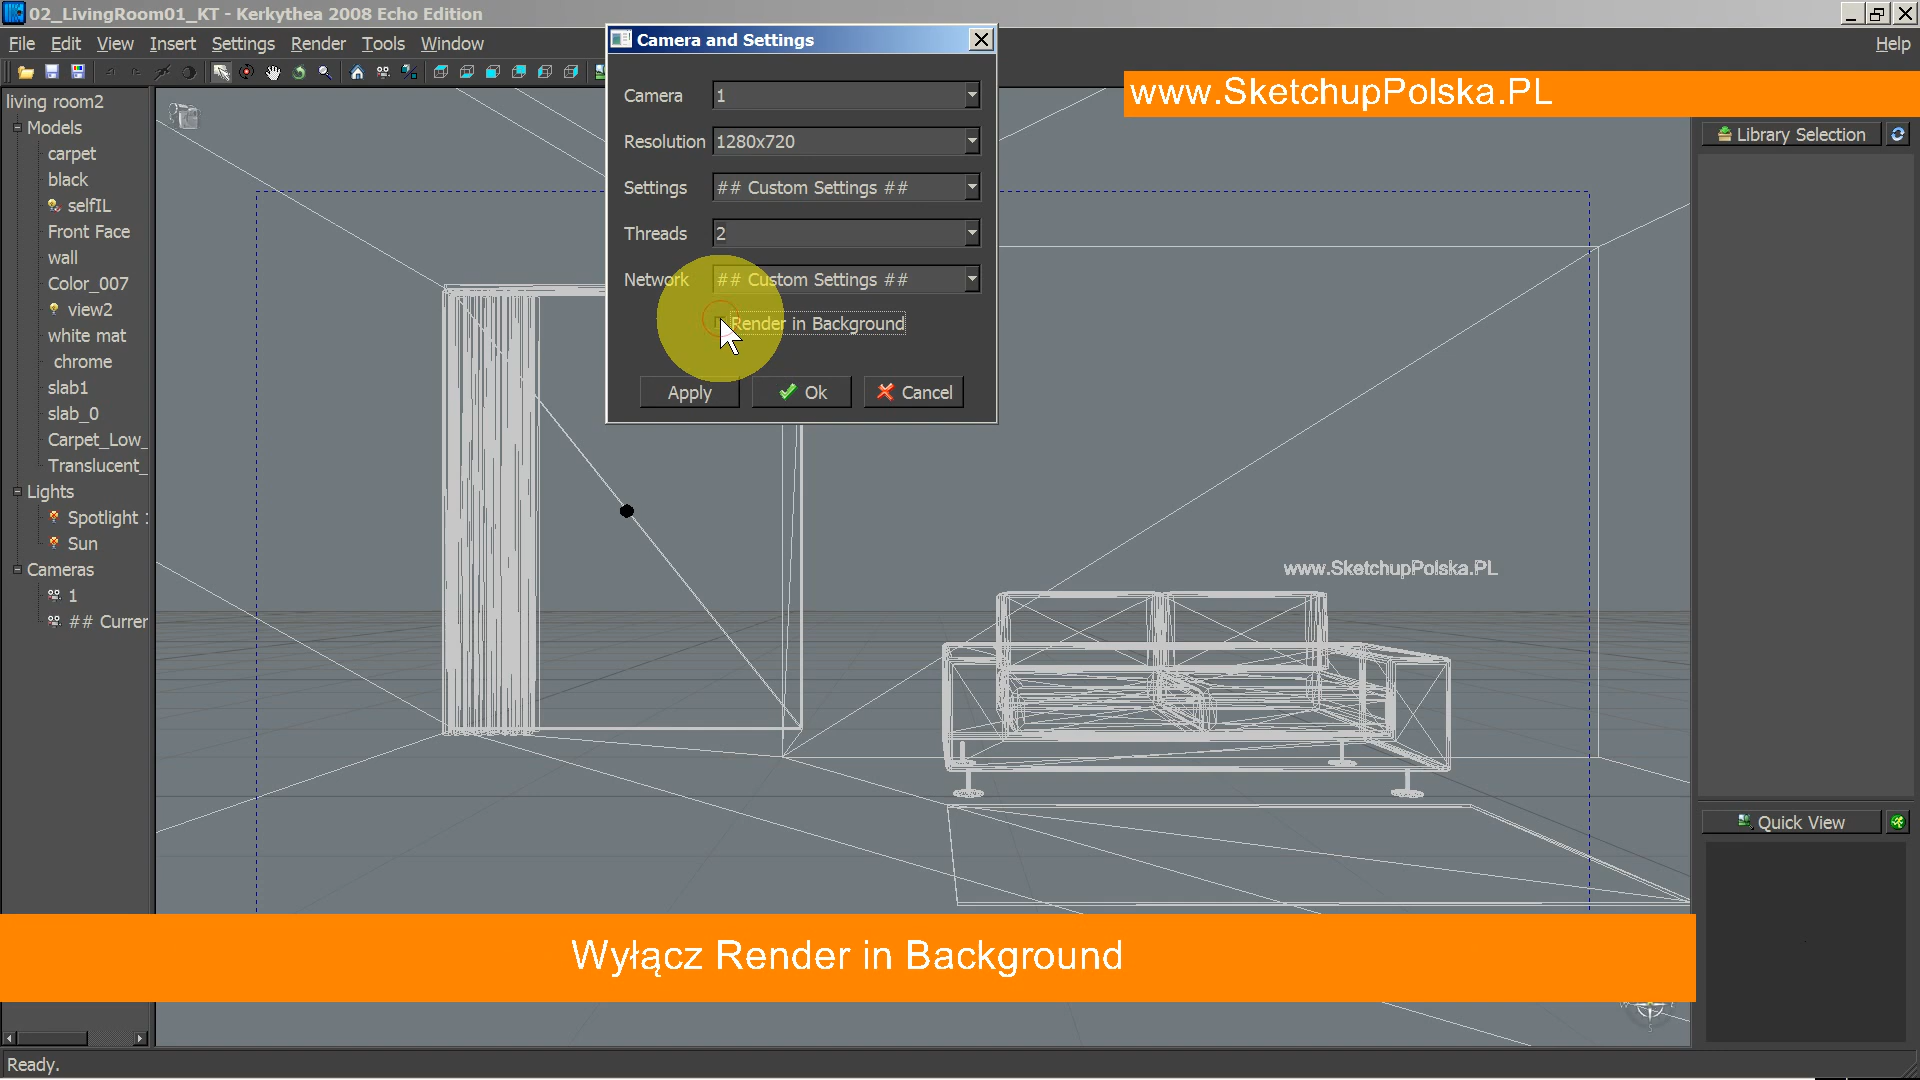 02_LivingRoom01_KT - Kerkythea 2008 Echo Edition
File Edit View Insert Settings Render Tools Window
Help
Camera and Settings
www.SketchupPolska.PL
Camera 1
Resolution 1280x720
Settings ## Custom Settings ##
Threads 2
Network ## Custom Settings ##
Render in Background
Apply Ok Cancel
living room2
Models
carpet
black
selfIL
Front Face
wall
Color_007
view2
white mat
chrome
slab1
slab_0
Carpet_Low_
Translucent_
Lights
Spotlight :
Sun
Cameras
1
## Curren
Library Selection
www.SketchupPolska.PL
Quick View
Wyłącz Render in Background
Ready.